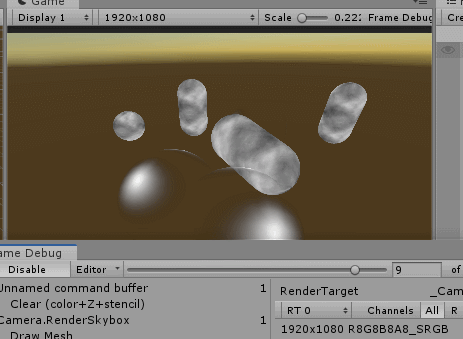 Game
Display 1 1920x1080 Scale 0.222 Frame Debug
Cre
ame Debug
Disable Editor 9 of
Unnamed command buffer 1
Clear (color+Z+stencil)
Camera.RenderSkybox 1
Draw Mesh
RenderTarget _Cam
RT 0 Channels All R
1920x1080 R8G8B8A8_SRGB